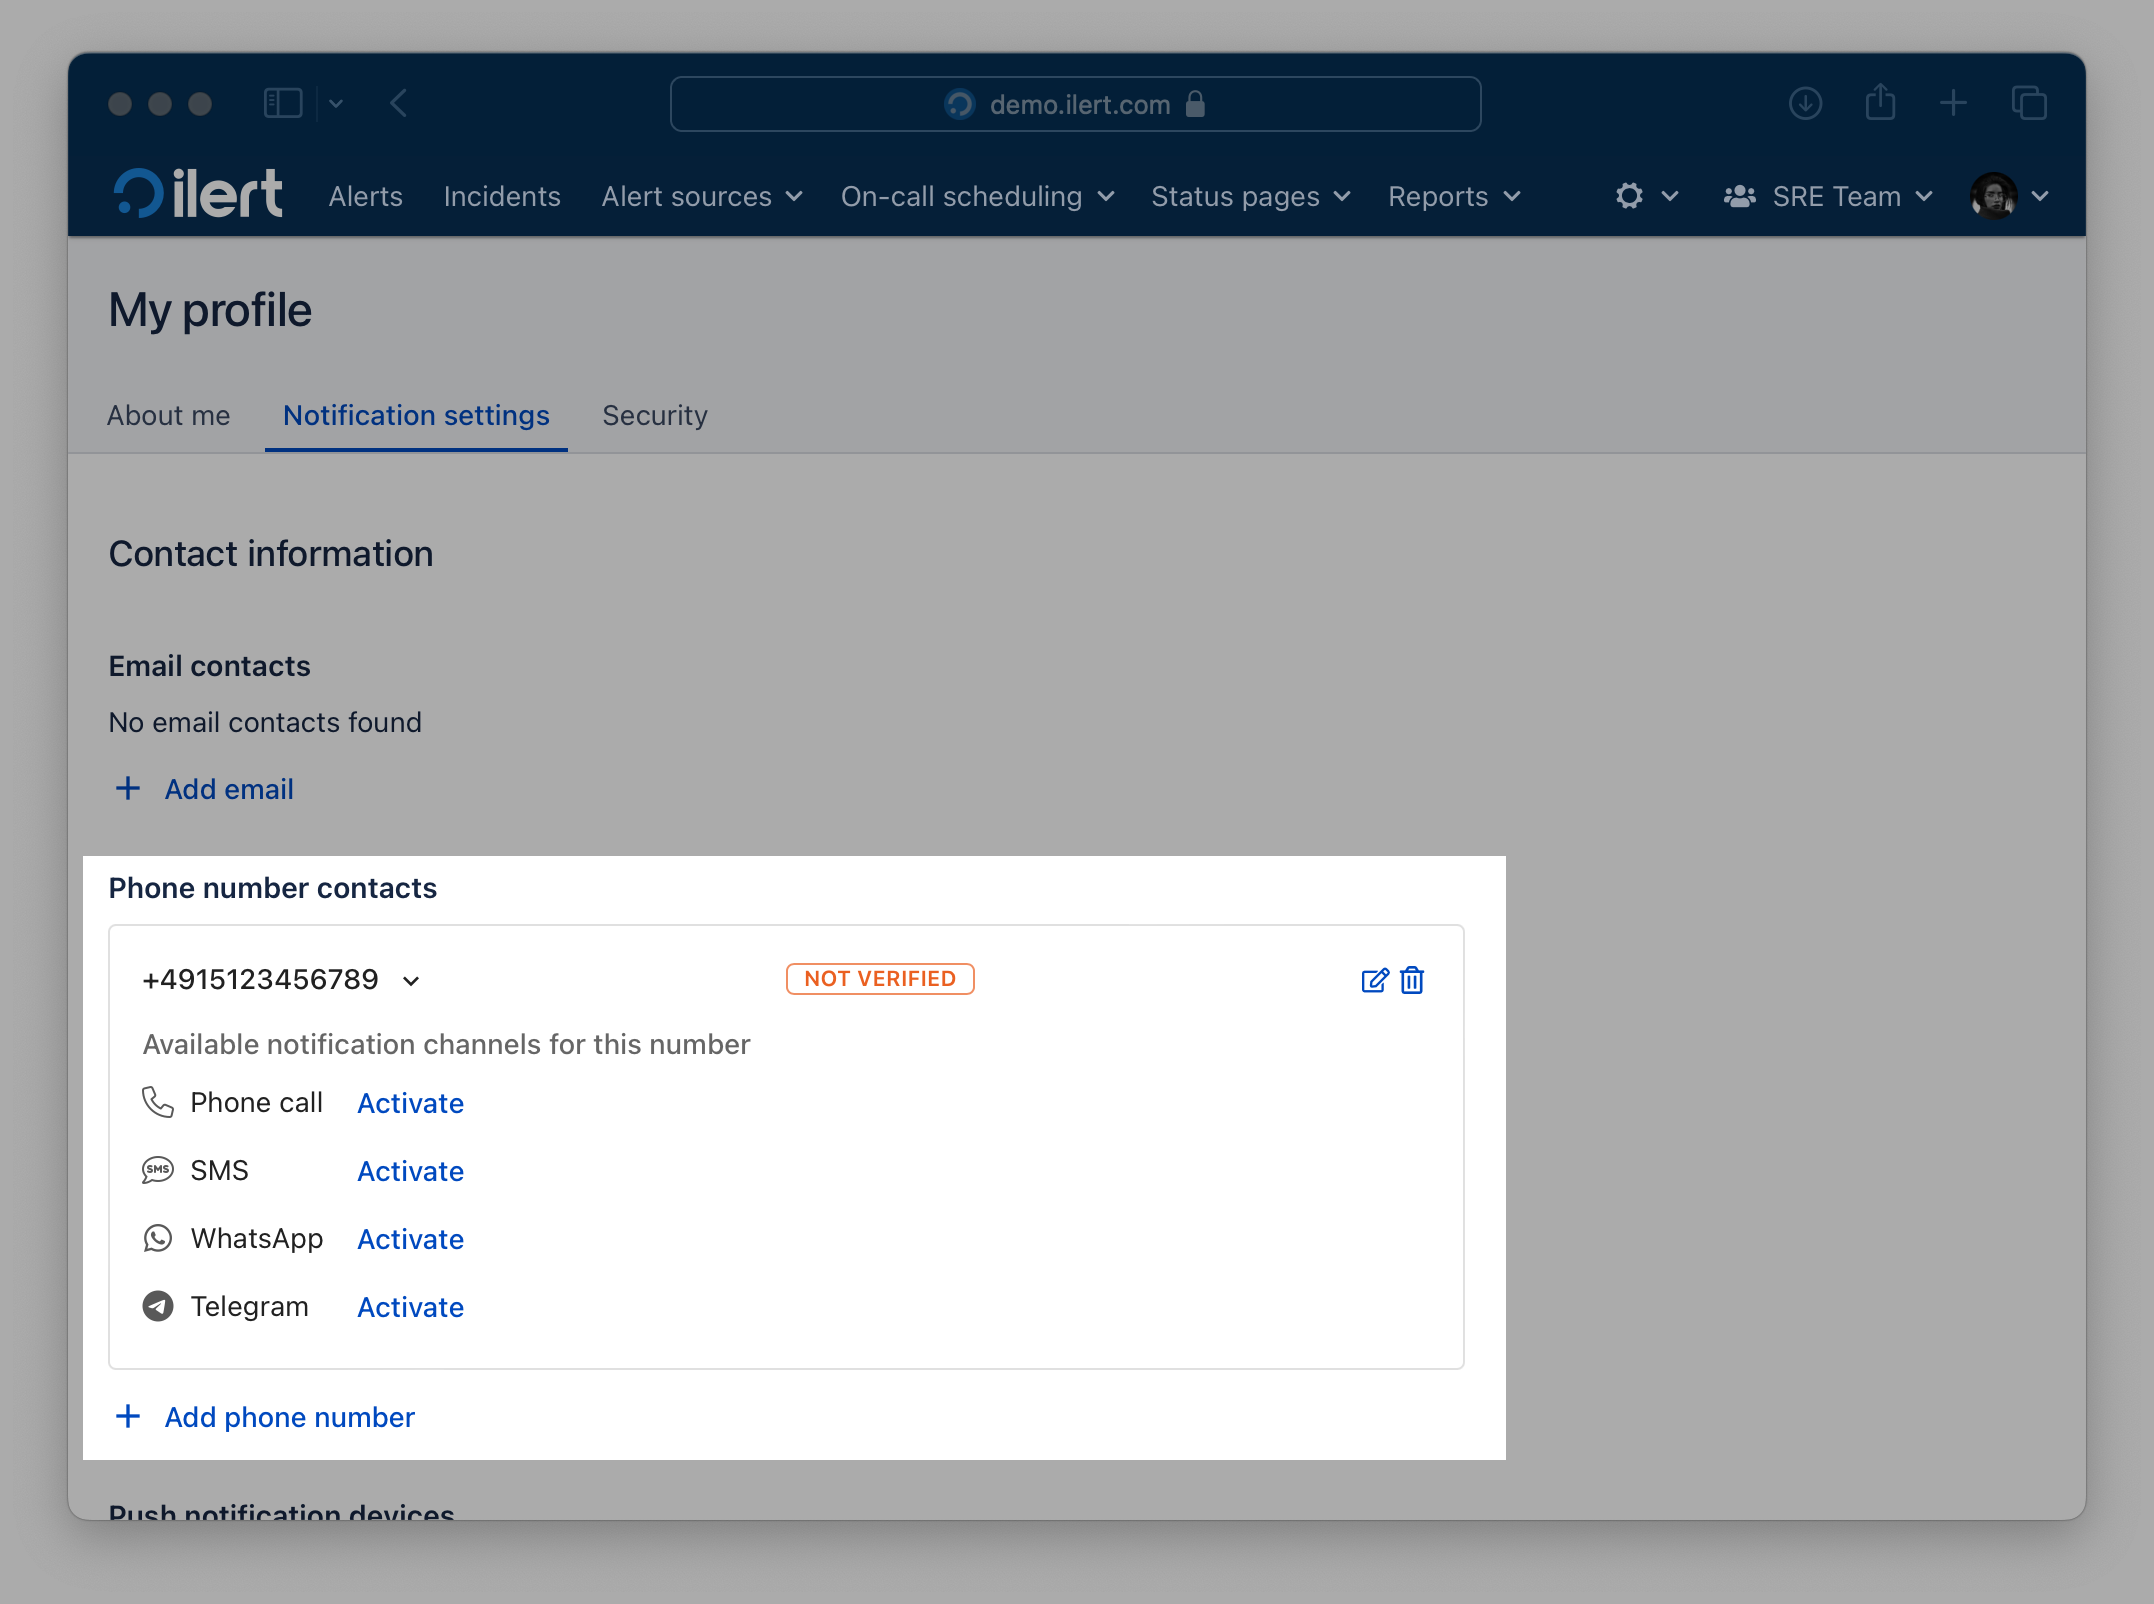 demo.ilert.com
ilert Alerts Incidents Alert sources On-call scheduling Status pages Reports SRE Team
My profile
About me Notification settings Security
Contact information
Email contacts
No email contacts found
+ Add email
Phone number contacts
+4915123456789 NOT VERIFIED
Available notification channels for this number
Phone call Activate
SMS SMS Activate
WhatsApp Activate
Telegram Activate
+ Add phone number
Push notification devices